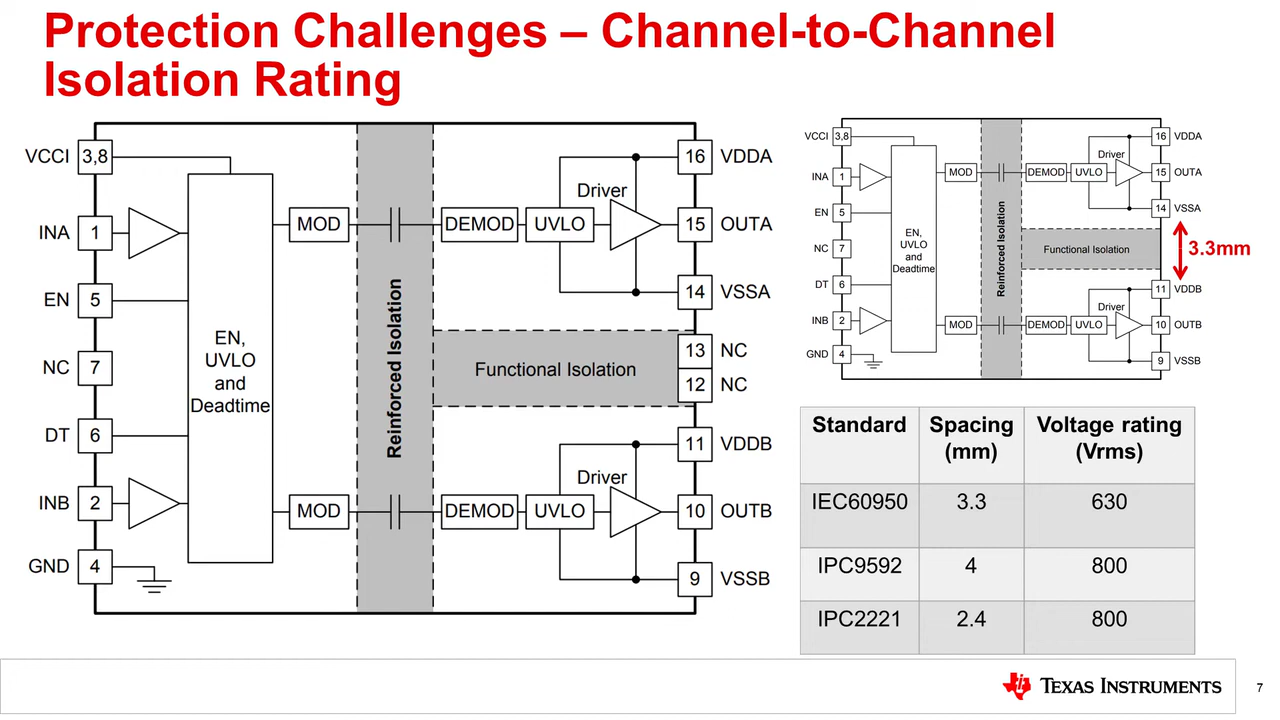 Protection Challenges – Channel-to-Channel
Isolation Rating
VCCI 3,8
INA 1
EN 5
NC 7
DT 6
INB 2
GND 4
EN,
UVLO
and
Deadtime
MOD
MOD
Reinforced Isolation
DEMOD UVLO
Driver
Functional Isolation
DEMOD UVLO
Driver
16 VDDA
15 OUTA
14 VSSA
13 NC
12 NC
11 VDDB
10 OUTB
9 VSSB
VCCI 3,8
INA 1
EN 5
NC 7
DT 6
INB 2
GND 4
EN,
UVLO
and
Deadtime
MOD
MOD
Reinforced Isolation
DEMOD UVLO
Driver
Functional Isolation
DEMOD UVLO
Driver
16 VDDA
15 OUTA
14 VSSA
3.3mm
11 VDDB
10 OUTB
9 VSSB
Standard Spacing (mm) Voltage rating (Vrms)
IEC60950 3.3 630
IPC9592 4 800
IPC2221 2.4 800
TEXAS INSTRUMENTS
7